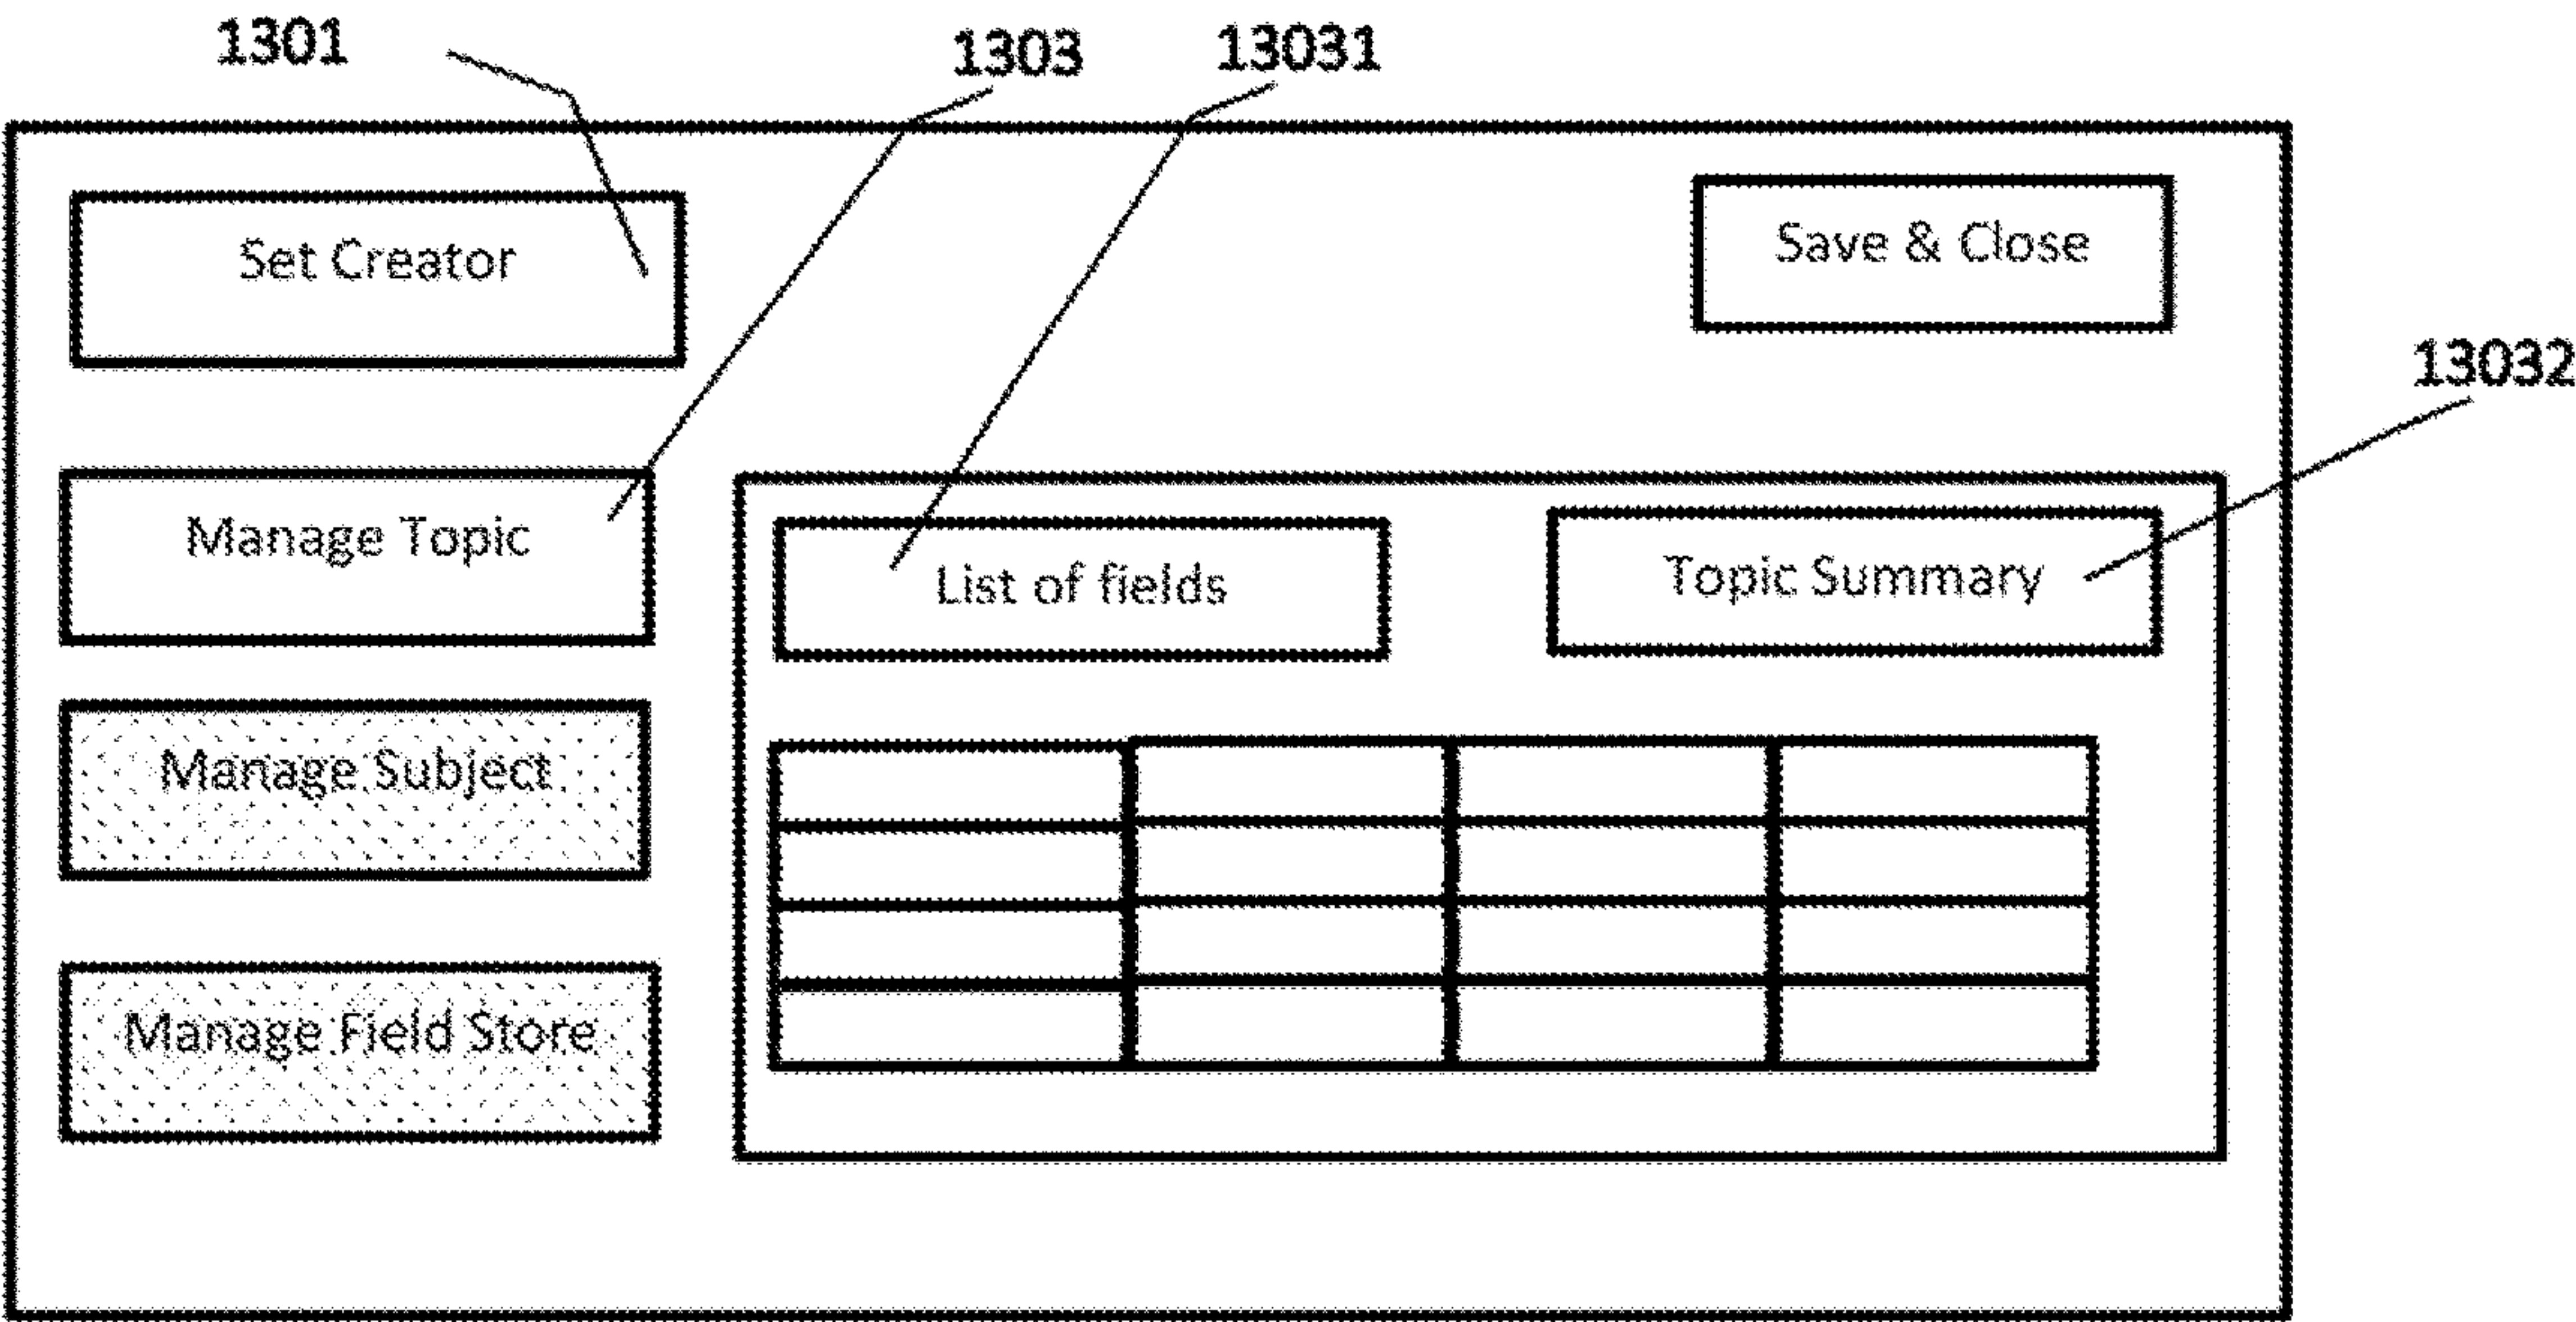 1301
1303
13031
Set Creator
Save & Close
13032
Manage Topic
List of fields
Topic Summary
Manage Subject
Manage Field Store